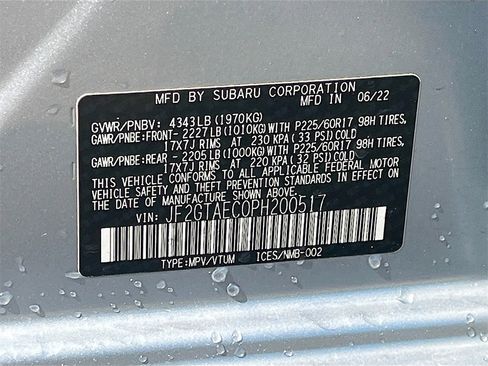 MFD BY SUBARU CORPORATION
GVWR/PNBV: 4343LB(1970KG) MFD IN 06/22
GAWR/PNBE:FRONT- 2227LB(1010KG)WITH P225/60R17 98H TIRES,
17X7J RIMS AT 230 KPA(33 PSI)COLD
GAWR/PNBE:REAR - 2205LB(1000KG)WITH P225/60R17 98H TIRES,
17X7J RIMS AT 220 KPA(32 PSI)COLD
THIS VEHICLE CONFORMS TO ALL APPLICABLE FEDERAL MOTOR
VEHICLE SAFETY AND THEFT PREVENTION STANDARDS IN EFFECT ON
THE DATE OF MANUFACTURE SHOWN ABOVE.
VIN: JF2GTAEC0PH200517
TYPE:MPV/VTUM ICES/NMB-002